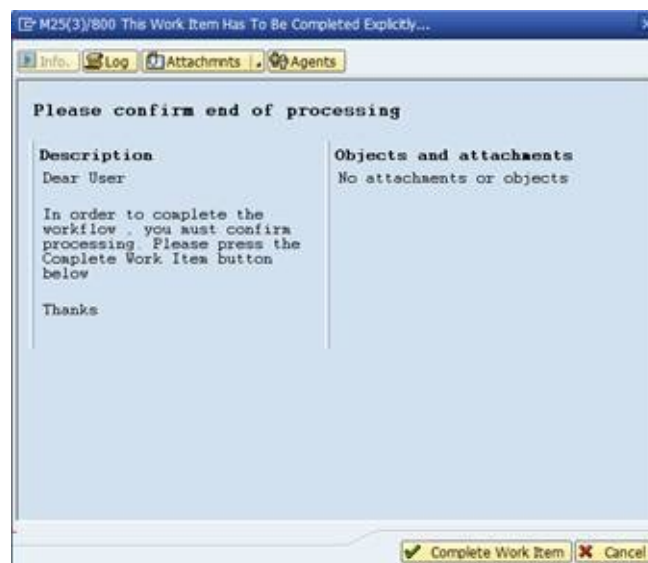 M25(3)/800 This Work Item Has To Be Completed Explicitly...
Info. Log Attachmnts Agents
Please confirm end of processing
Description
Dear User
In order to complete the
workflow , you must confirm
processing. Please press the
Complete Work Item button
below
Thanks
Objects and attachments
No attachments or objects
Complete Work Item Cancel